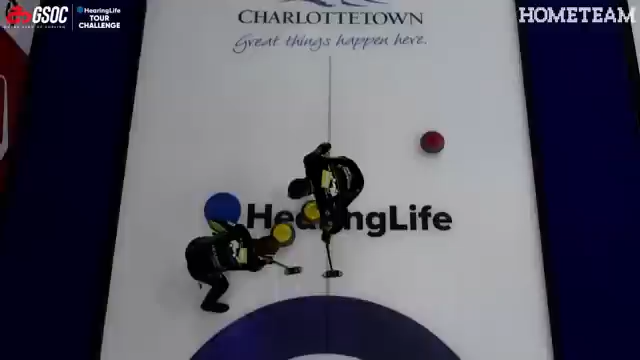 GSOC
HearingLife
TOUR
CHALLENGE
HOMETEAM
CHARLOTTETOWN
Great things happen here.
HearingLife